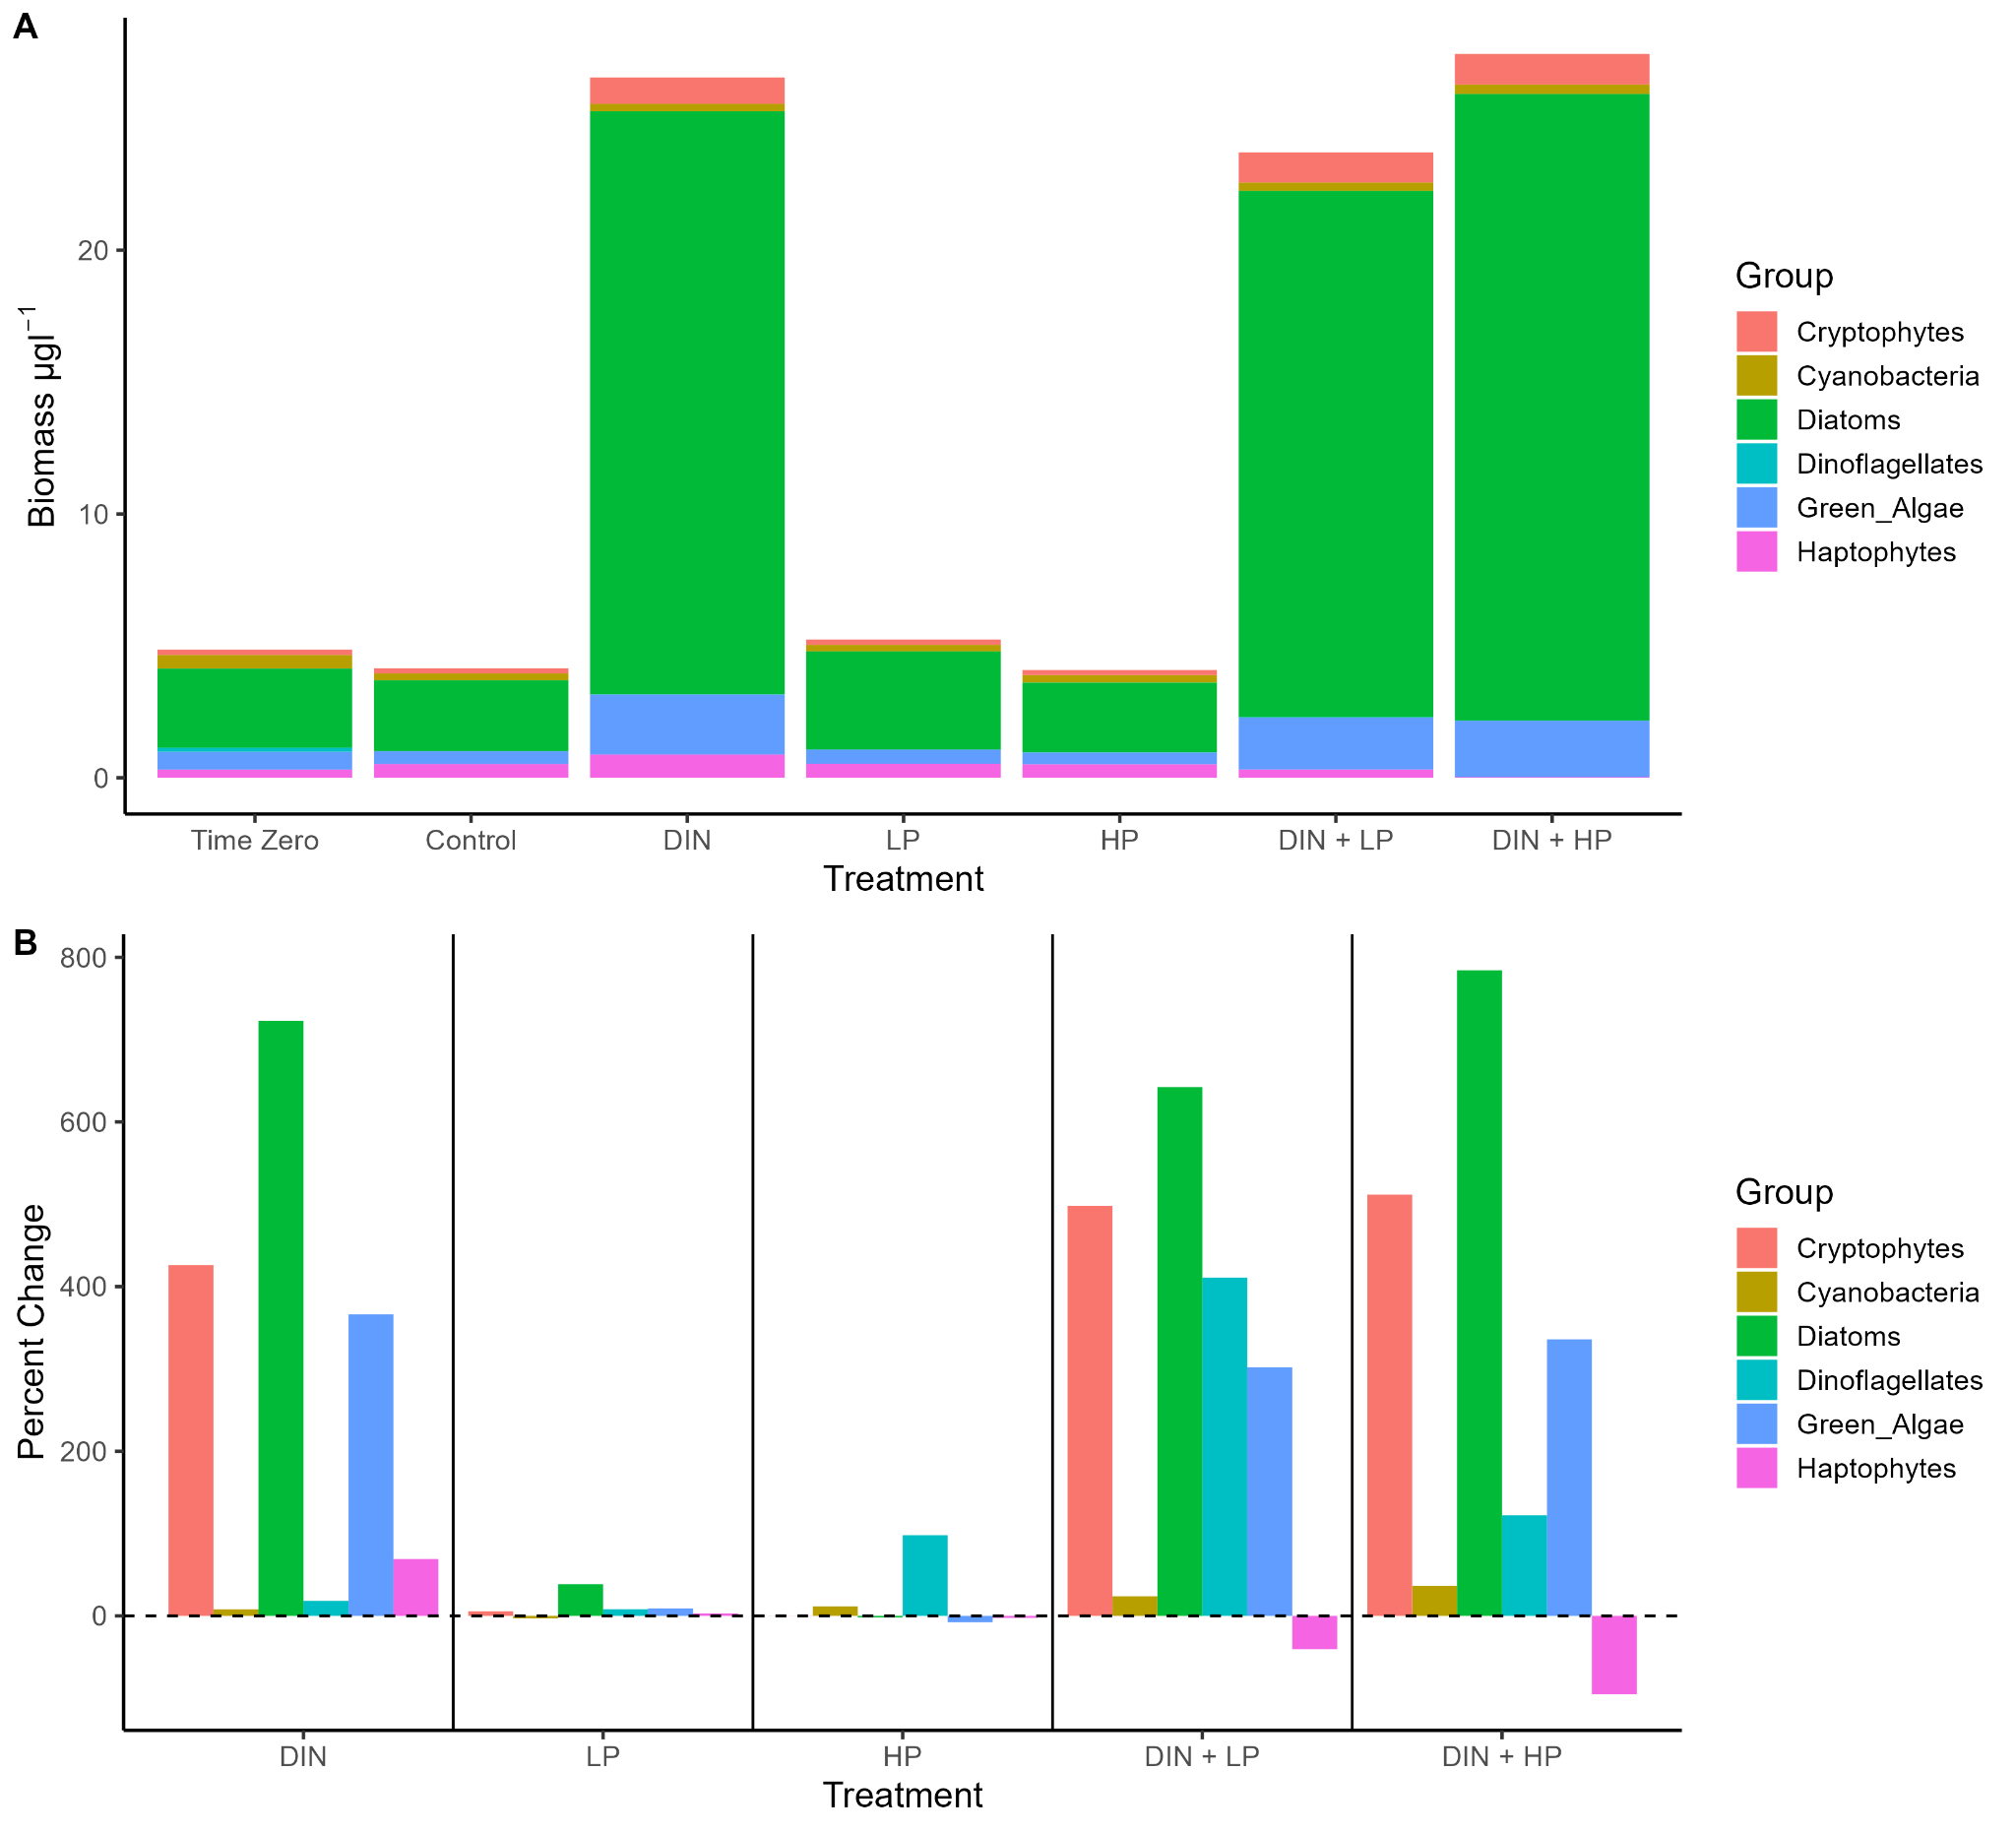 A
Biomass µgl⁻¹
20
10
0
Time Zero Control DIN LP HP DIN + LP DIN + HP
Treatment
Group
Cryptophytes
Cyanobacteria
Diatoms
Dinoflagellates
Green_Algae
Haptophytes
B
Percent Change
800
600
400
200
0
DIN LP HP DIN + LP DIN + HP
Treatment
Group
Cryptophytes
Cyanobacteria
Diatoms
Dinoflagellates
Green_Algae
Haptophytes